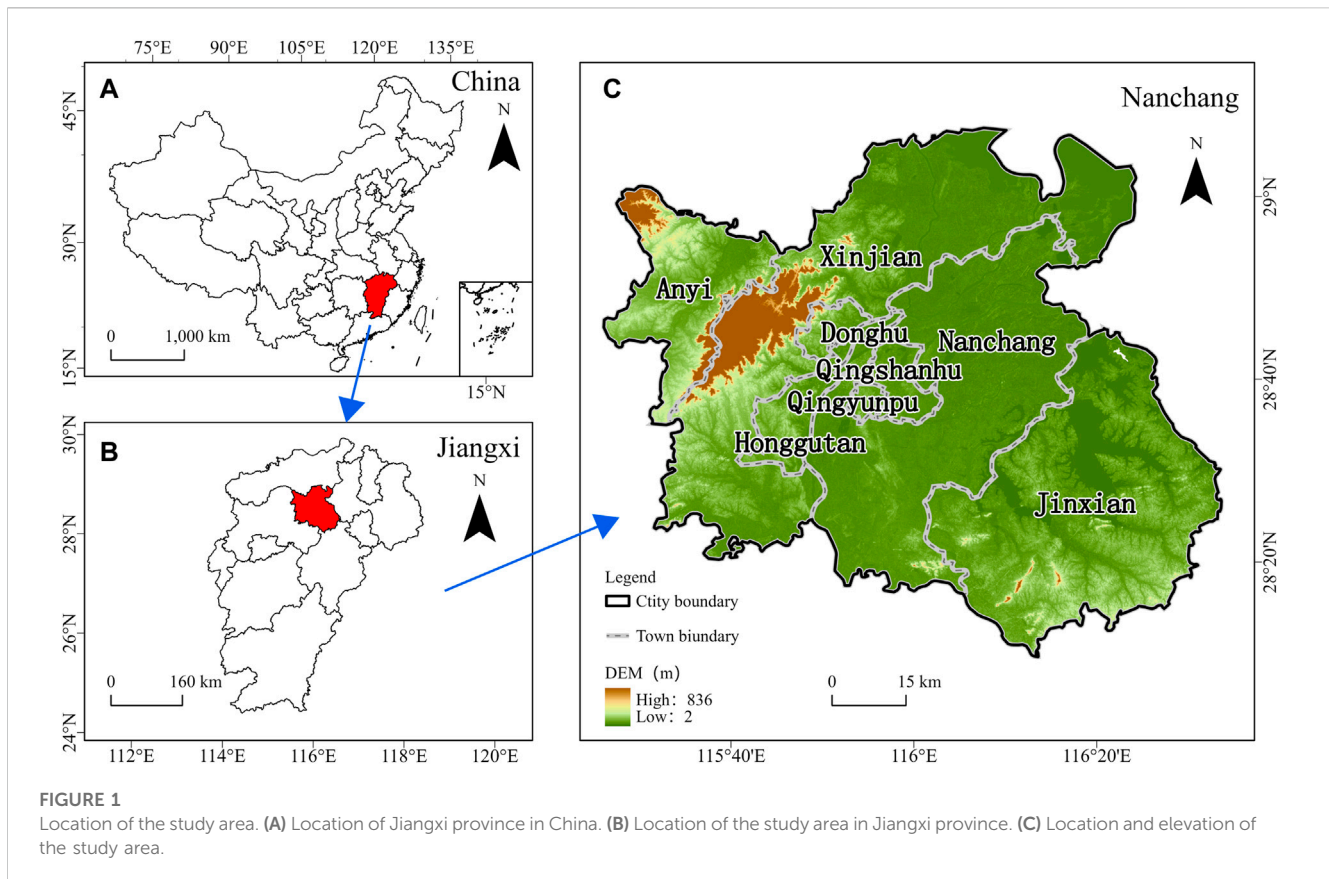 75°E 90°E 105°E 120°E 135°E
A
China
N
45°N
30°N
15°N
0 1,000 km
15°N
B
Jiangxi
N
30°N
28°N
26°N
24°N
0 160 km
112°E 114°E 116°E 118°E 120°E
C
Nanchang
N
29°N
28°40'N
28°20'N
Xinjian
Anyi
Donghu
Nanchang
Qingshanhu
Qingyunpu
Honggutan
Jinxian
Legend
Ctity boundary
Town biundary
DEM (m)
High: 836
Low: 2
0 15 km
115°40'E 116°E 116°20'E
FIGURE 1
Location of the study area. (A) Location of Jiangxi province in China. (B) Location of the study area in Jiangxi province. (C) Location and elevation of
the study area.